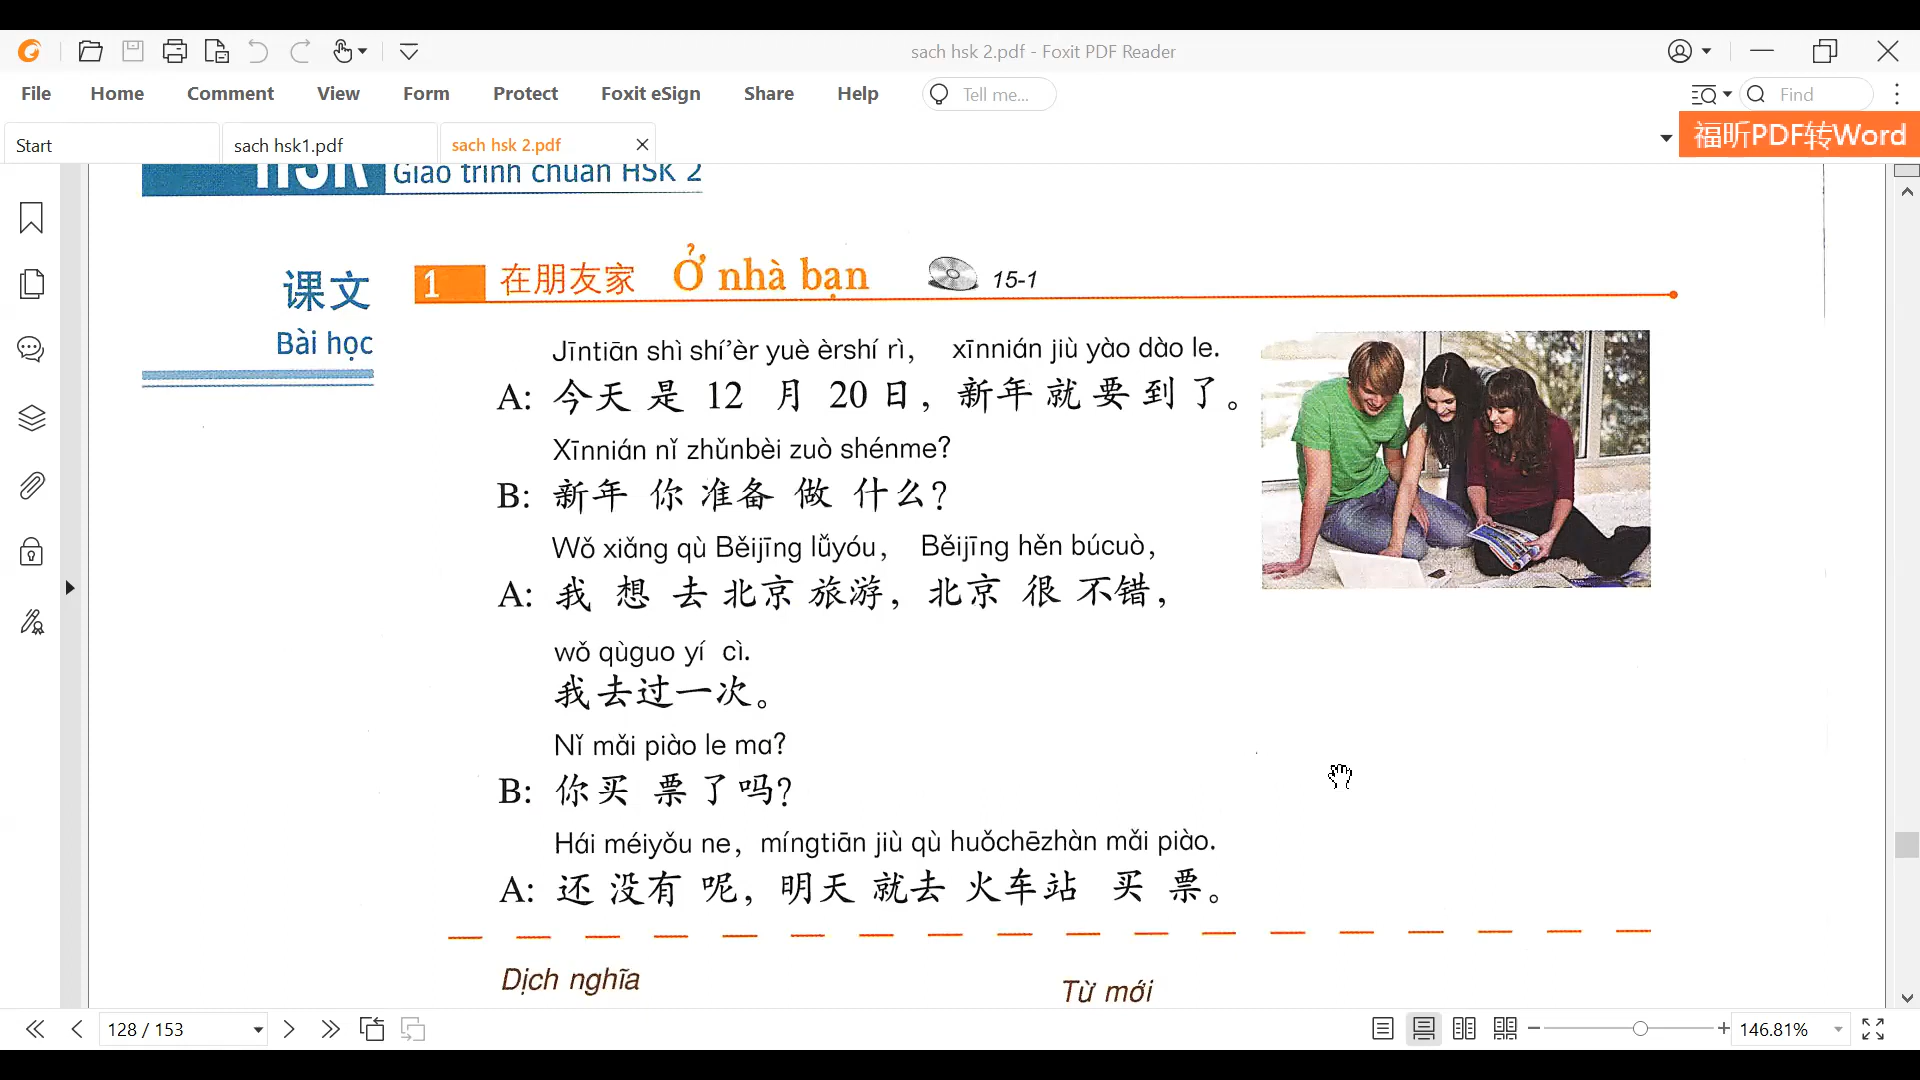 sach hsk 2.pdf - Foxit PDF Reader
File Home Comment View Form Protect Foxit eSign Share Help Tell me... Find
Start sach hsk1.pdf sach hsk 2.pdf 福昕PDF转Word
HSK Giáo trình chuẩn HSK 2
课文
Bài học
1 在朋友家 Ở nhà bạn 15-1
Jīntiān shì shí'èr yuè èrshí rì, xīnnián jiù yào dào le.
A: 今天 是 12 月 20 日, 新年 就 要 到 了。
Xīnnián nǐ zhǔnbèi zuò shénme?
B: 新年 你 准备 做 什么?
Wǒ xiǎng qù Běijīng lǚyóu, Běijīng hěn búcuò,
A: 我 想 去 北京 旅游, 北京 很 不错,
wǒ qùguo yí cì.
我 去过一次。
Nǐ mǎi piào le ma?
B: 你买 票了吗?
Hái méiyǒu ne, míngtiān jiù qù huǒchēzhàn mǎi piào.
A: 还 没有 呢, 明天 就去 火车站 买 票。
Dịch nghĩa
Từ mới
128 / 153 146.81%